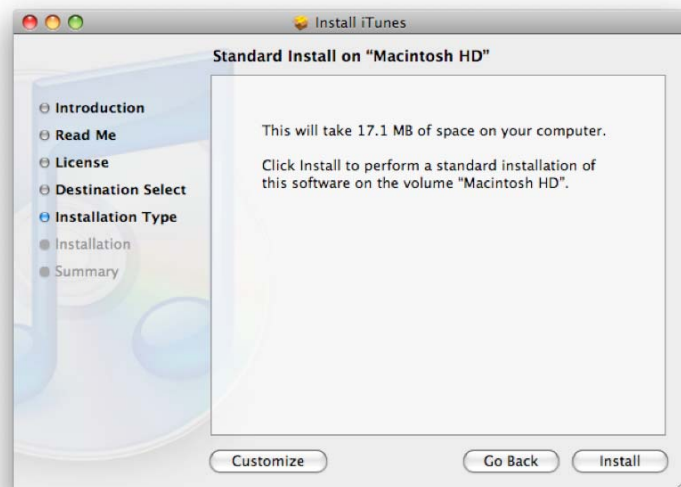 Install iTunes
Standard Install on “Macintosh HD”
Introduction
Read Me
License
Destination Select
Installation Type
Installation
Summary
This will take 17.1 MB of space on your computer.
Click Install to perform a standard installation of
this software on the volume “Macintosh HD”.
Customize
Go Back
Install